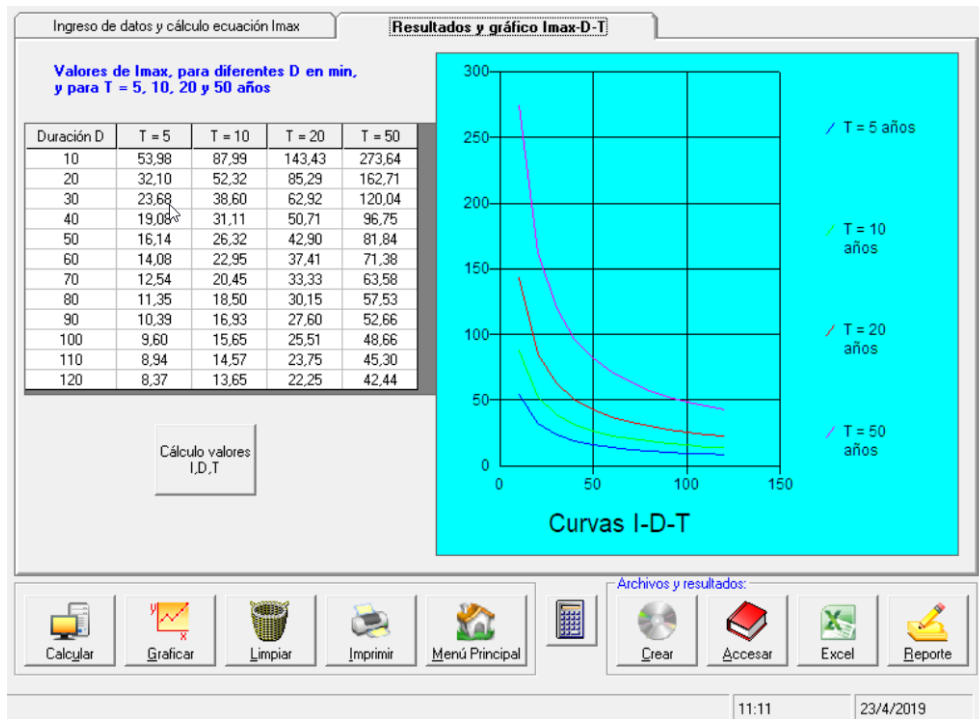 Ingreso de datos y cálculo ecuación Imax
Resultados y gráfico Imax-D-T
Valores de Imax, para diferentes D en min,
y para T = 5, 10, 20 y 50 años
Duración D T = 5 T = 10 T = 20 T = 50
10 53,98 87,99 143,43 273,64
20 32,10 52,32 85,29 162,71
30 23,68 38,60 62,92 120,04
40 19,08 31,11 50,71 96,75
50 16,14 26,32 42,90 81,84
60 14,08 22,95 37,41 71,38
70 12,54 20,45 33,33 63,58
80 11,35 18,50 30,15 57,53
90 10,39 16,93 27,60 52,66
100 9,60 15,65 25,51 48,66
110 8,94 14,57 23,75 45,30
120 8,37 13,65 22,25 42,44
Cálculo valores
I,D,T
300
250
200
150
100
50
0
0 50 100 150
Curvas I-D-T
T = 5 años
T = 10
años
T = 20
años
T = 50
años
Calcular
Graficar
y
x
Limpiar
Imprimir
Menú Principal
Archivos y resultados:
Crear
Accesar
Excel
Reporte
11:11
23/4/2019